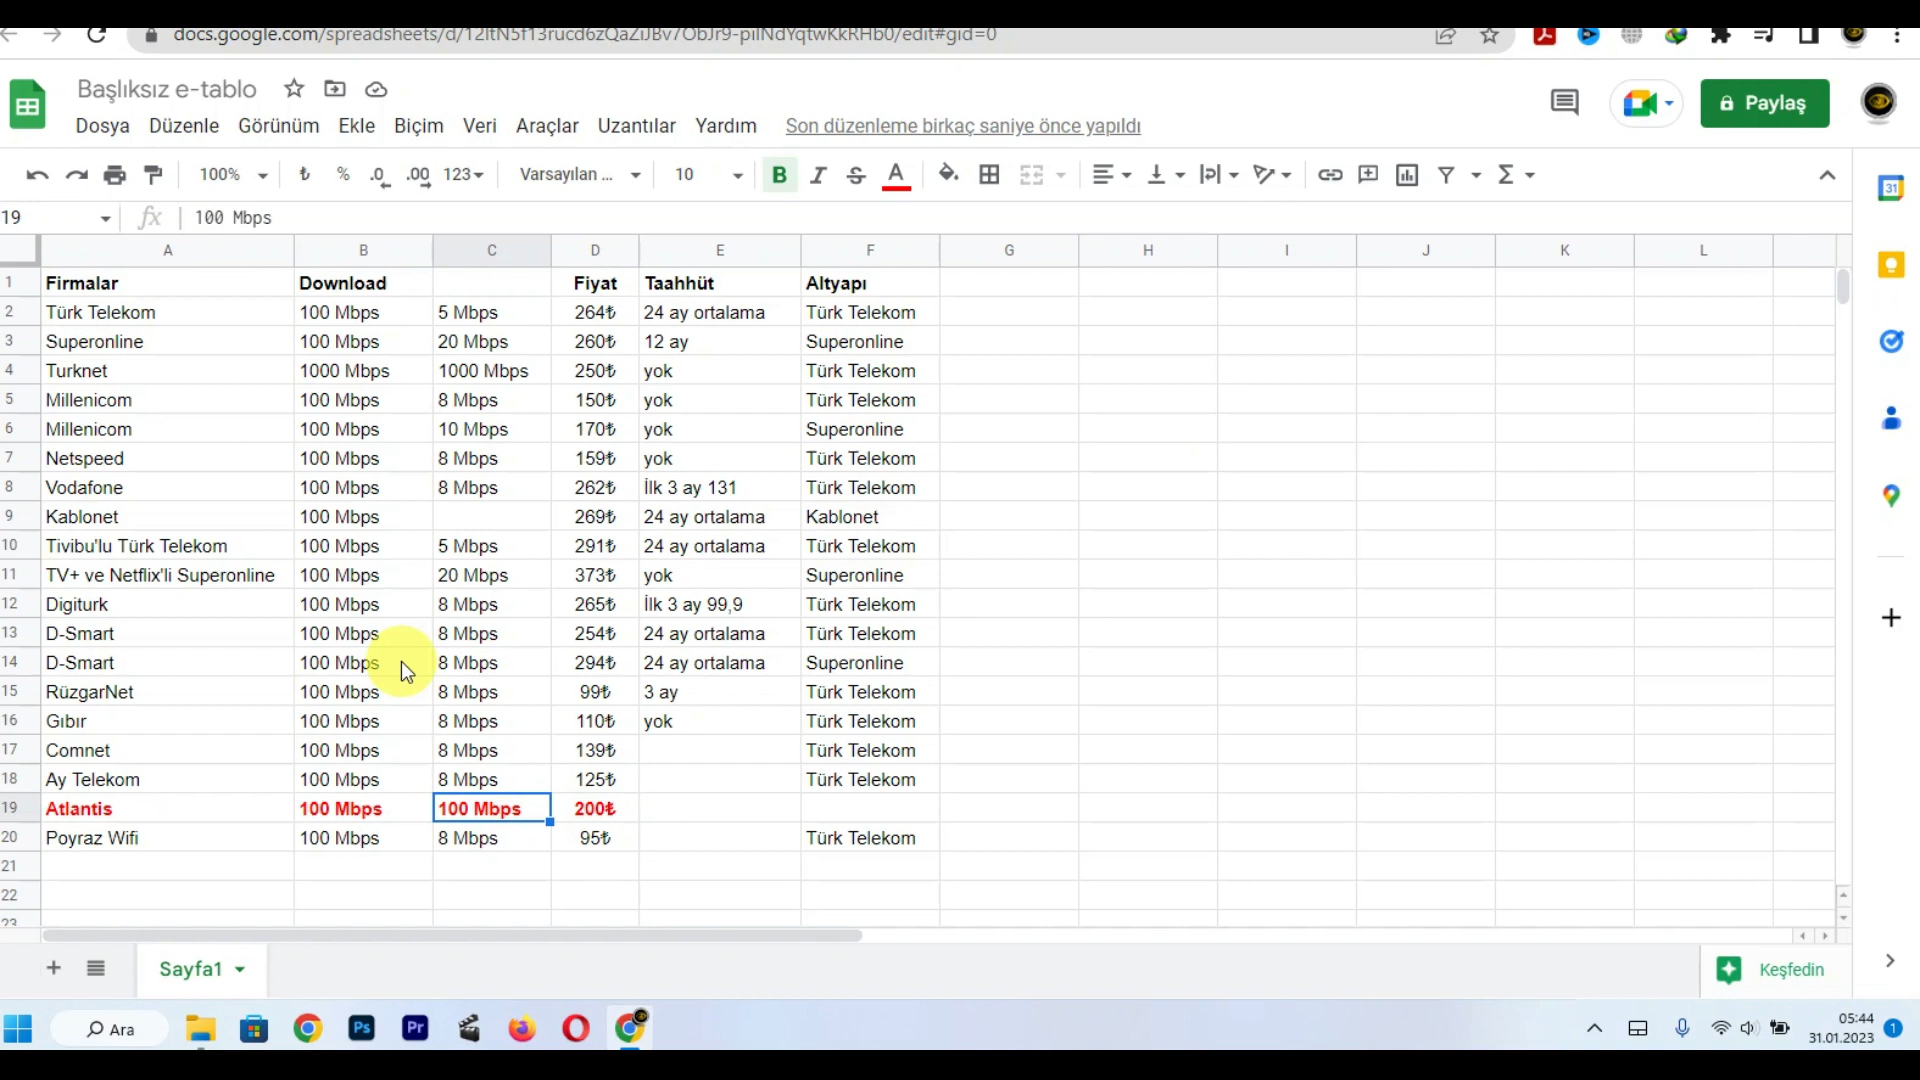 docs.google.com/spreadsheets/d/12ltN5f13rucd6zQaZiJBv7ObJr9-pilNdYqtwKkRHb0/edit#gid=0
Başlıksız e-tablo
Paylaş
Dosya Düzenle Görünüm Ekle Biçim Veri Araçlar Uzantılar Yardım Son düzenleme birkaç saniye önce yapıldı
100% ₺ % .0 .00 123 Varsayılan ... 10 B I S A Σ
31
19 fx 100 Mbps
A B C D E F G H I J K L
1 Firmalar Download Fiyat Taahhüt Altyapı
2 Türk Telekom 100 Mbps 5 Mbps 264₺ 24 ay ortalama Türk Telekom
3 Superonline 100 Mbps 20 Mbps 260₺ 12 ay Superonline
4 Turknet 1000 Mbps 1000 Mbps 250₺ yok Türk Telekom
5 Millenicom 100 Mbps 8 Mbps 150₺ yok Türk Telekom
6 Millenicom 100 Mbps 10 Mbps 170₺ yok Superonline
7 Netspeed 100 Mbps 8 Mbps 159₺ yok Türk Telekom
8 Vodafone 100 Mbps 8 Mbps 262₺ İlk 3 ay 131 Türk Telekom
9 Kablonet 100 Mbps 269₺ 24 ay ortalama Kablonet
10 Tivibu'lu Türk Telekom 100 Mbps 5 Mbps 291₺ 24 ay ortalama Türk Telekom
11 TV+ ve Netflix'li Superonline 100 Mbps 20 Mbps 373₺ yok Superonline
12 Digiturk 100 Mbps 8 Mbps 265₺ İlk 3 ay 99,9 Türk Telekom
13 D-Smart 100 Mbps 8 Mbps 254₺ 24 ay ortalama Türk Telekom
14 D-Smart 100 Mbps 8 Mbps 294₺ 24 ay ortalama Superonline
15 RüzgarNet 100 Mbps 8 Mbps 99₺ 3 ay Türk Telekom
16 Gıbır 100 Mbps 8 Mbps 110₺ yok Türk Telekom
17 Comnet 100 Mbps 8 Mbps 139₺ Türk Telekom
18 Ay Telekom 100 Mbps 8 Mbps 125₺ Türk Telekom
19 Atlantis 100 Mbps 100 Mbps 200₺
20 Poyraz Wifi 100 Mbps 8 Mbps 95₺ Türk Telekom
21
22
23
Sayfa1 Keşfedin
Ara Ps Pr 05:44
31.01.2023 1